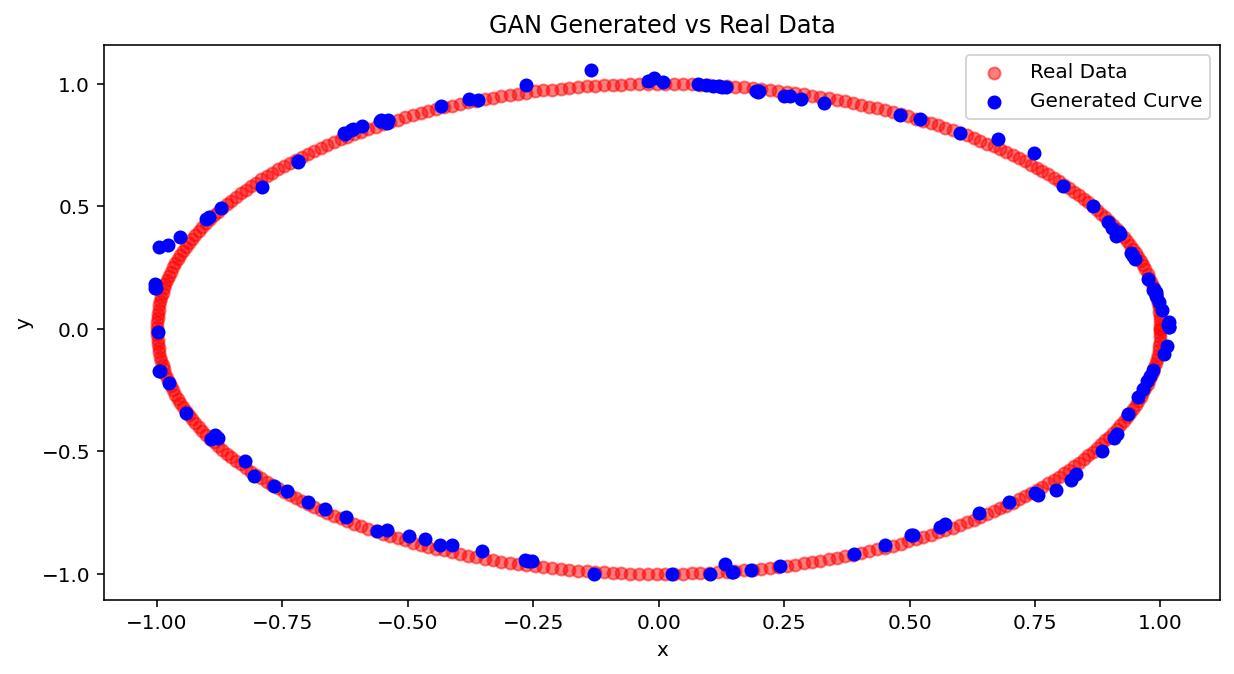 GAN Generated vs Real Data
Real Data
Generated Curve
1.0
0.5
0.0
−0.5
−1.0
y
−1.00 −0.75 −0.50 −0.25 0.00 0.25 0.50 0.75 1.00
x